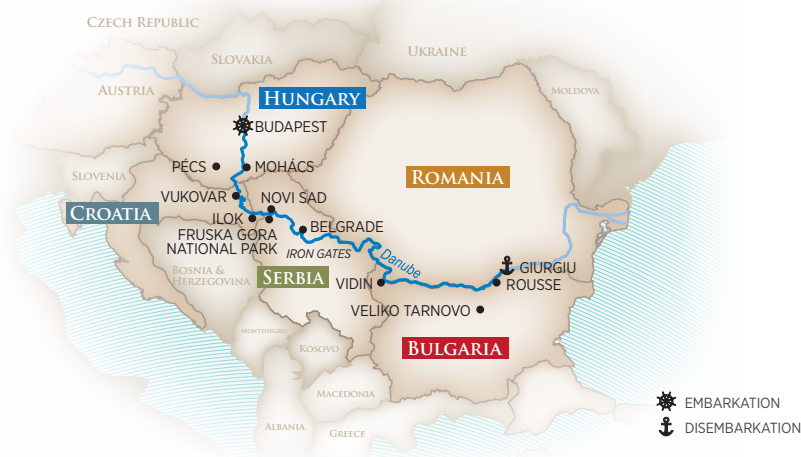 CZECH REPUBLIC
SLOVAKIA
UKRAINE
AUSTRIA
MOLDOVA
HUNGARY
BUDAPEST
PÉCS
MOHÁCS
SLOVENIA
ROMANIA
VUKOVAR
NOVI SAD
CROATIA
ILOK
BELGRADE
FRUSKA GORA
NATIONAL PARK
IRON GATES
Danube
GIURGIU
BOSNIA &
HERZEGOVINA
SERBIA
VIDIN
ROUSSE
VELIKO TARNOVO
MONTENEGRO
KOSOVO
BULGARIA
MACEDONIA
EMBARKATION
ALBANIA
GREECE
DISEMBARKATION